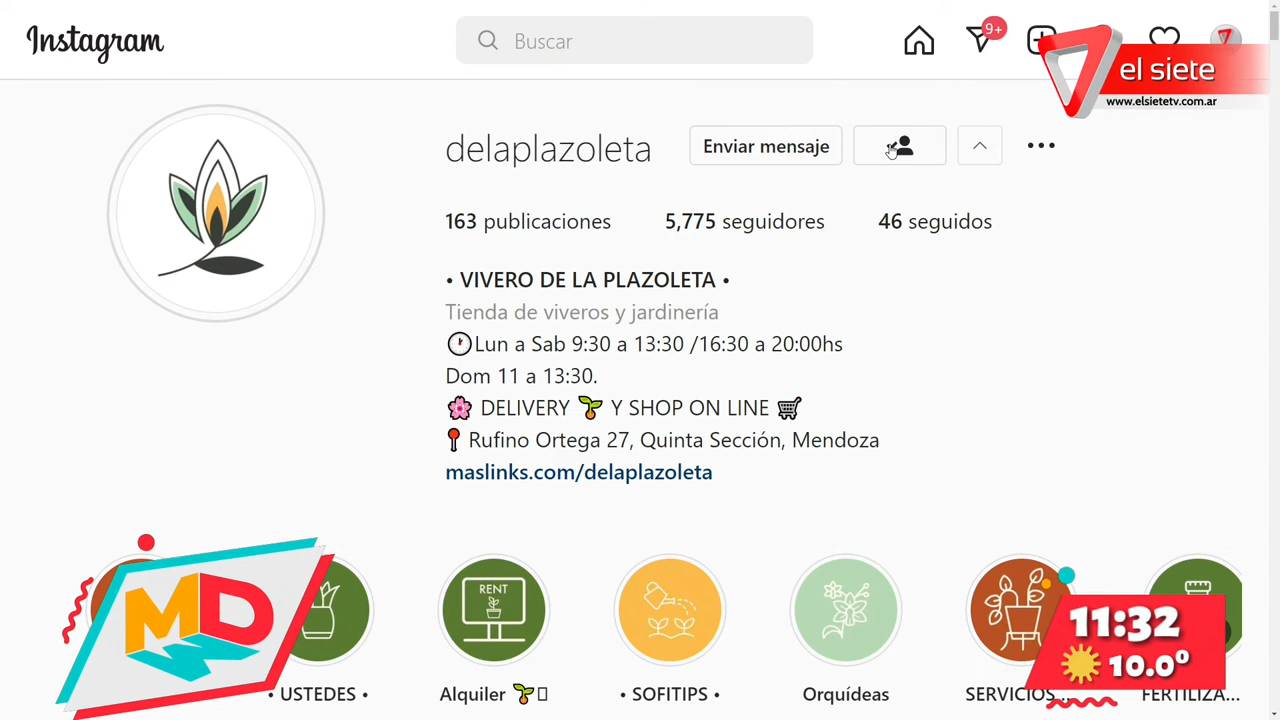 Instagram
Buscar
9+
el siete
www.elsietetv.com.ar
delaplazoleta
Enviar mensaje
163 publicaciones
5,775 seguidores
46 seguidos
• VIVERO DE LA PLAZOLETA •
Tienda de viveros y jardinería
Lun a Sab 9:30 a 13:30 /16:30 a 20:00hs
Dom 11 a 13:30.
🌸 DELIVERY 🌱 Y SHOP ON LINE 🛒
📍 Rufino Ortega 27, Quinta Sección, Mendoza
maslinks.com/delaplazoleta
RENT
MD
• USTEDES •
Alquiler 🌱
• SOFITIPS •
Orquídeas
SERVICIOS...
FERTILIZA...
11:32
10.0º